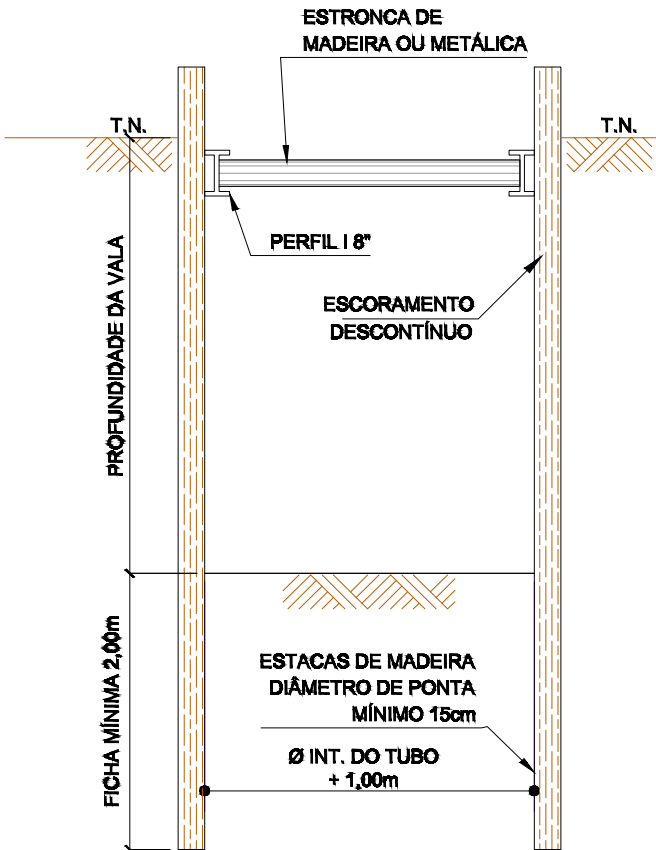 ESTRONCA DE
MADEIRA OU METÁLICA
T.N.
T.N.
PERFIL I 8"
PROFUNDIDADE DA VALA
ESCORAMENTO
DESCONTÍNUO
FICHA MÍNIMA 2,00m
ESTACAS DE MADEIRA
DIÂMETRO DE PONTA
MÍNIMO 15cm
Ø INT. DO TUBO
+ 1,00m